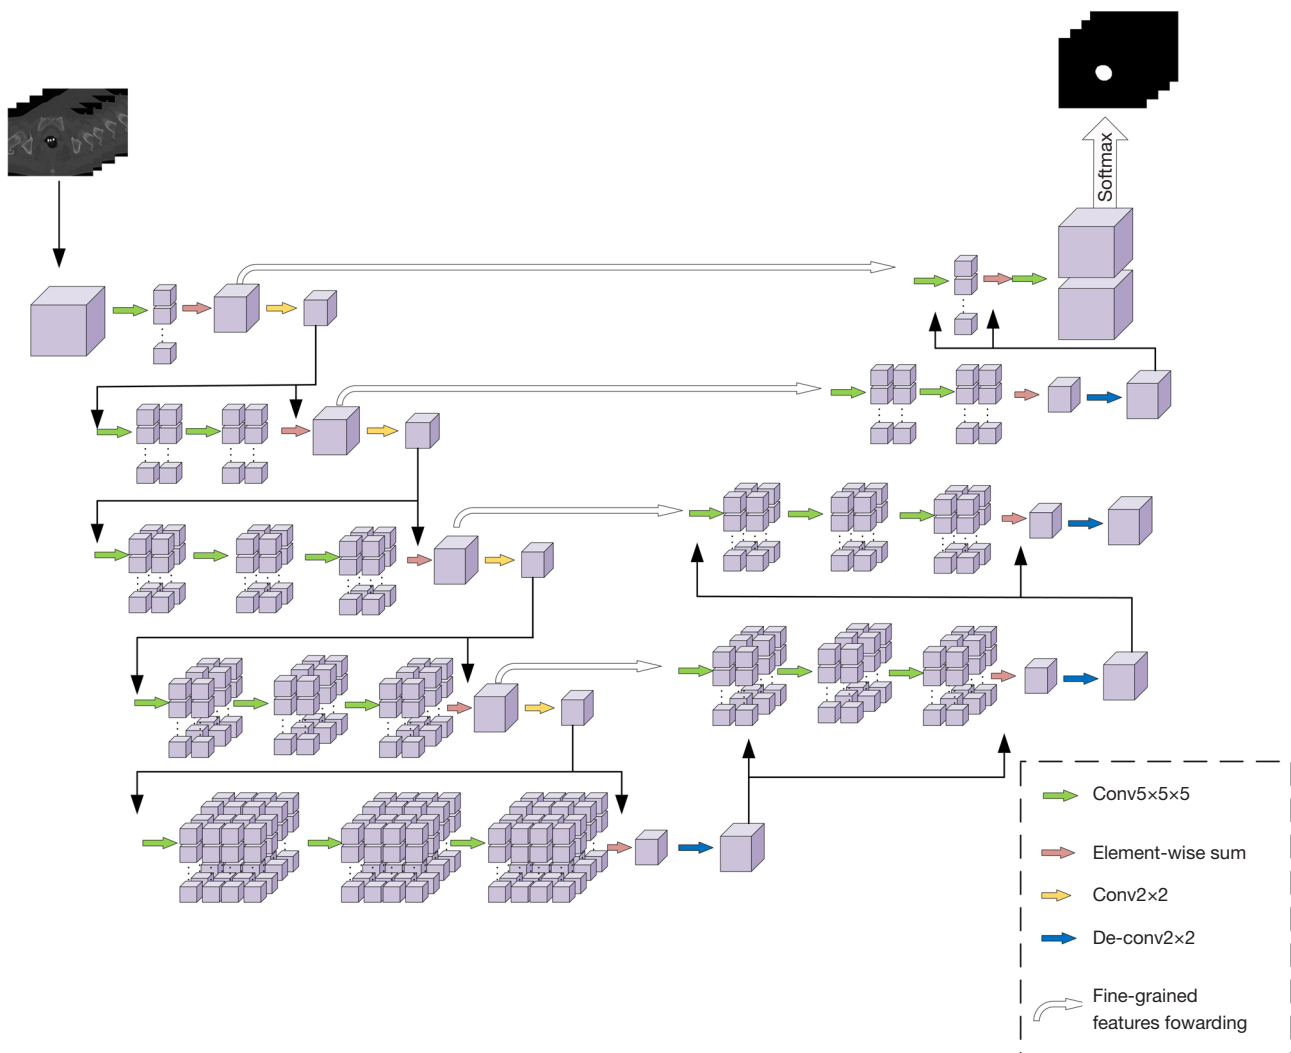 Softmax
Conv5×5×5
Element-wise sum
Conv2×2
De-conv2×2
Fine-grained
features fowarding